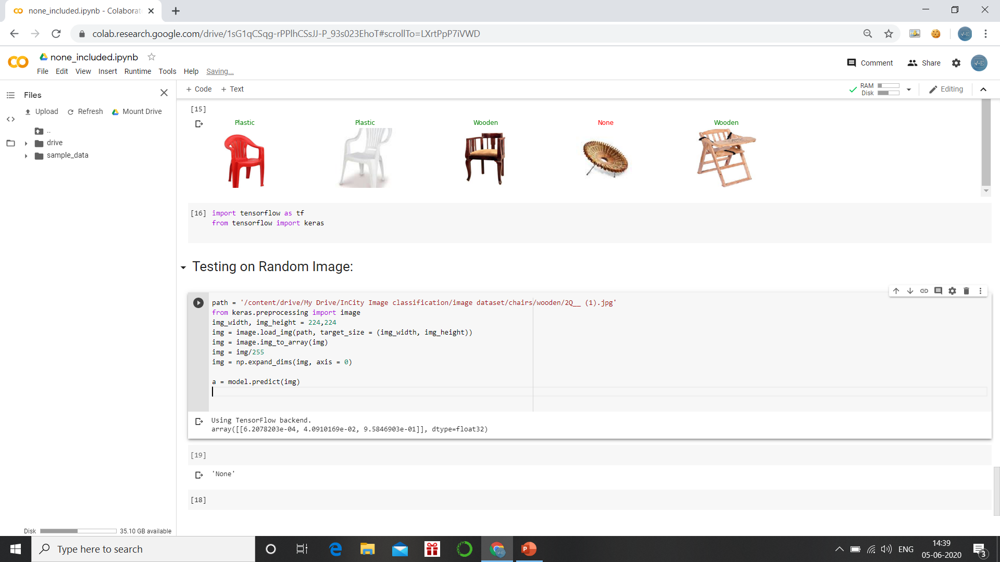 none_included.ipynb - Colaborat
colab.research.google.com/drive/1sG1qCSqg-rPPlhCSsJJ-P_93s023EhoT#scrollTo=LXrtPpP7iVWD
none_included.ipynb
File Edit View Insert Runtime Tools Help Saving...
Comment Share
Files
Upload Refresh Mount Drive
..
drive
sample_data
+ Code + Text
RAM
Disk
Editing
[15]
Plastic Plastic Wooden None Wooden
[16] import tensorflow as tf
from tensorflow import keras
Testing on Random Image:
path = '/content/drive/My Drive/InCity Image classification/image dataset/chairs/wooden/2Q__ (1).jpg'
from keras.preprocessing import image
img_width, img_height = 224,224
img = image.load_img(path, target_size = (img_width, img_height))
img = image.img_to_array(img)
img = img/255
img = np.expand_dims(img, axis = 0)
a = model.predict(img)
Using TensorFlow backend.
array([[6.2078203e-04, 4.0910169e-02, 9.5846903e-01]], dtype=float32)
[19]
'None'
[18]
Disk 35.10 GB available
Type here to search
ENG
14:39
05-06-2020
3